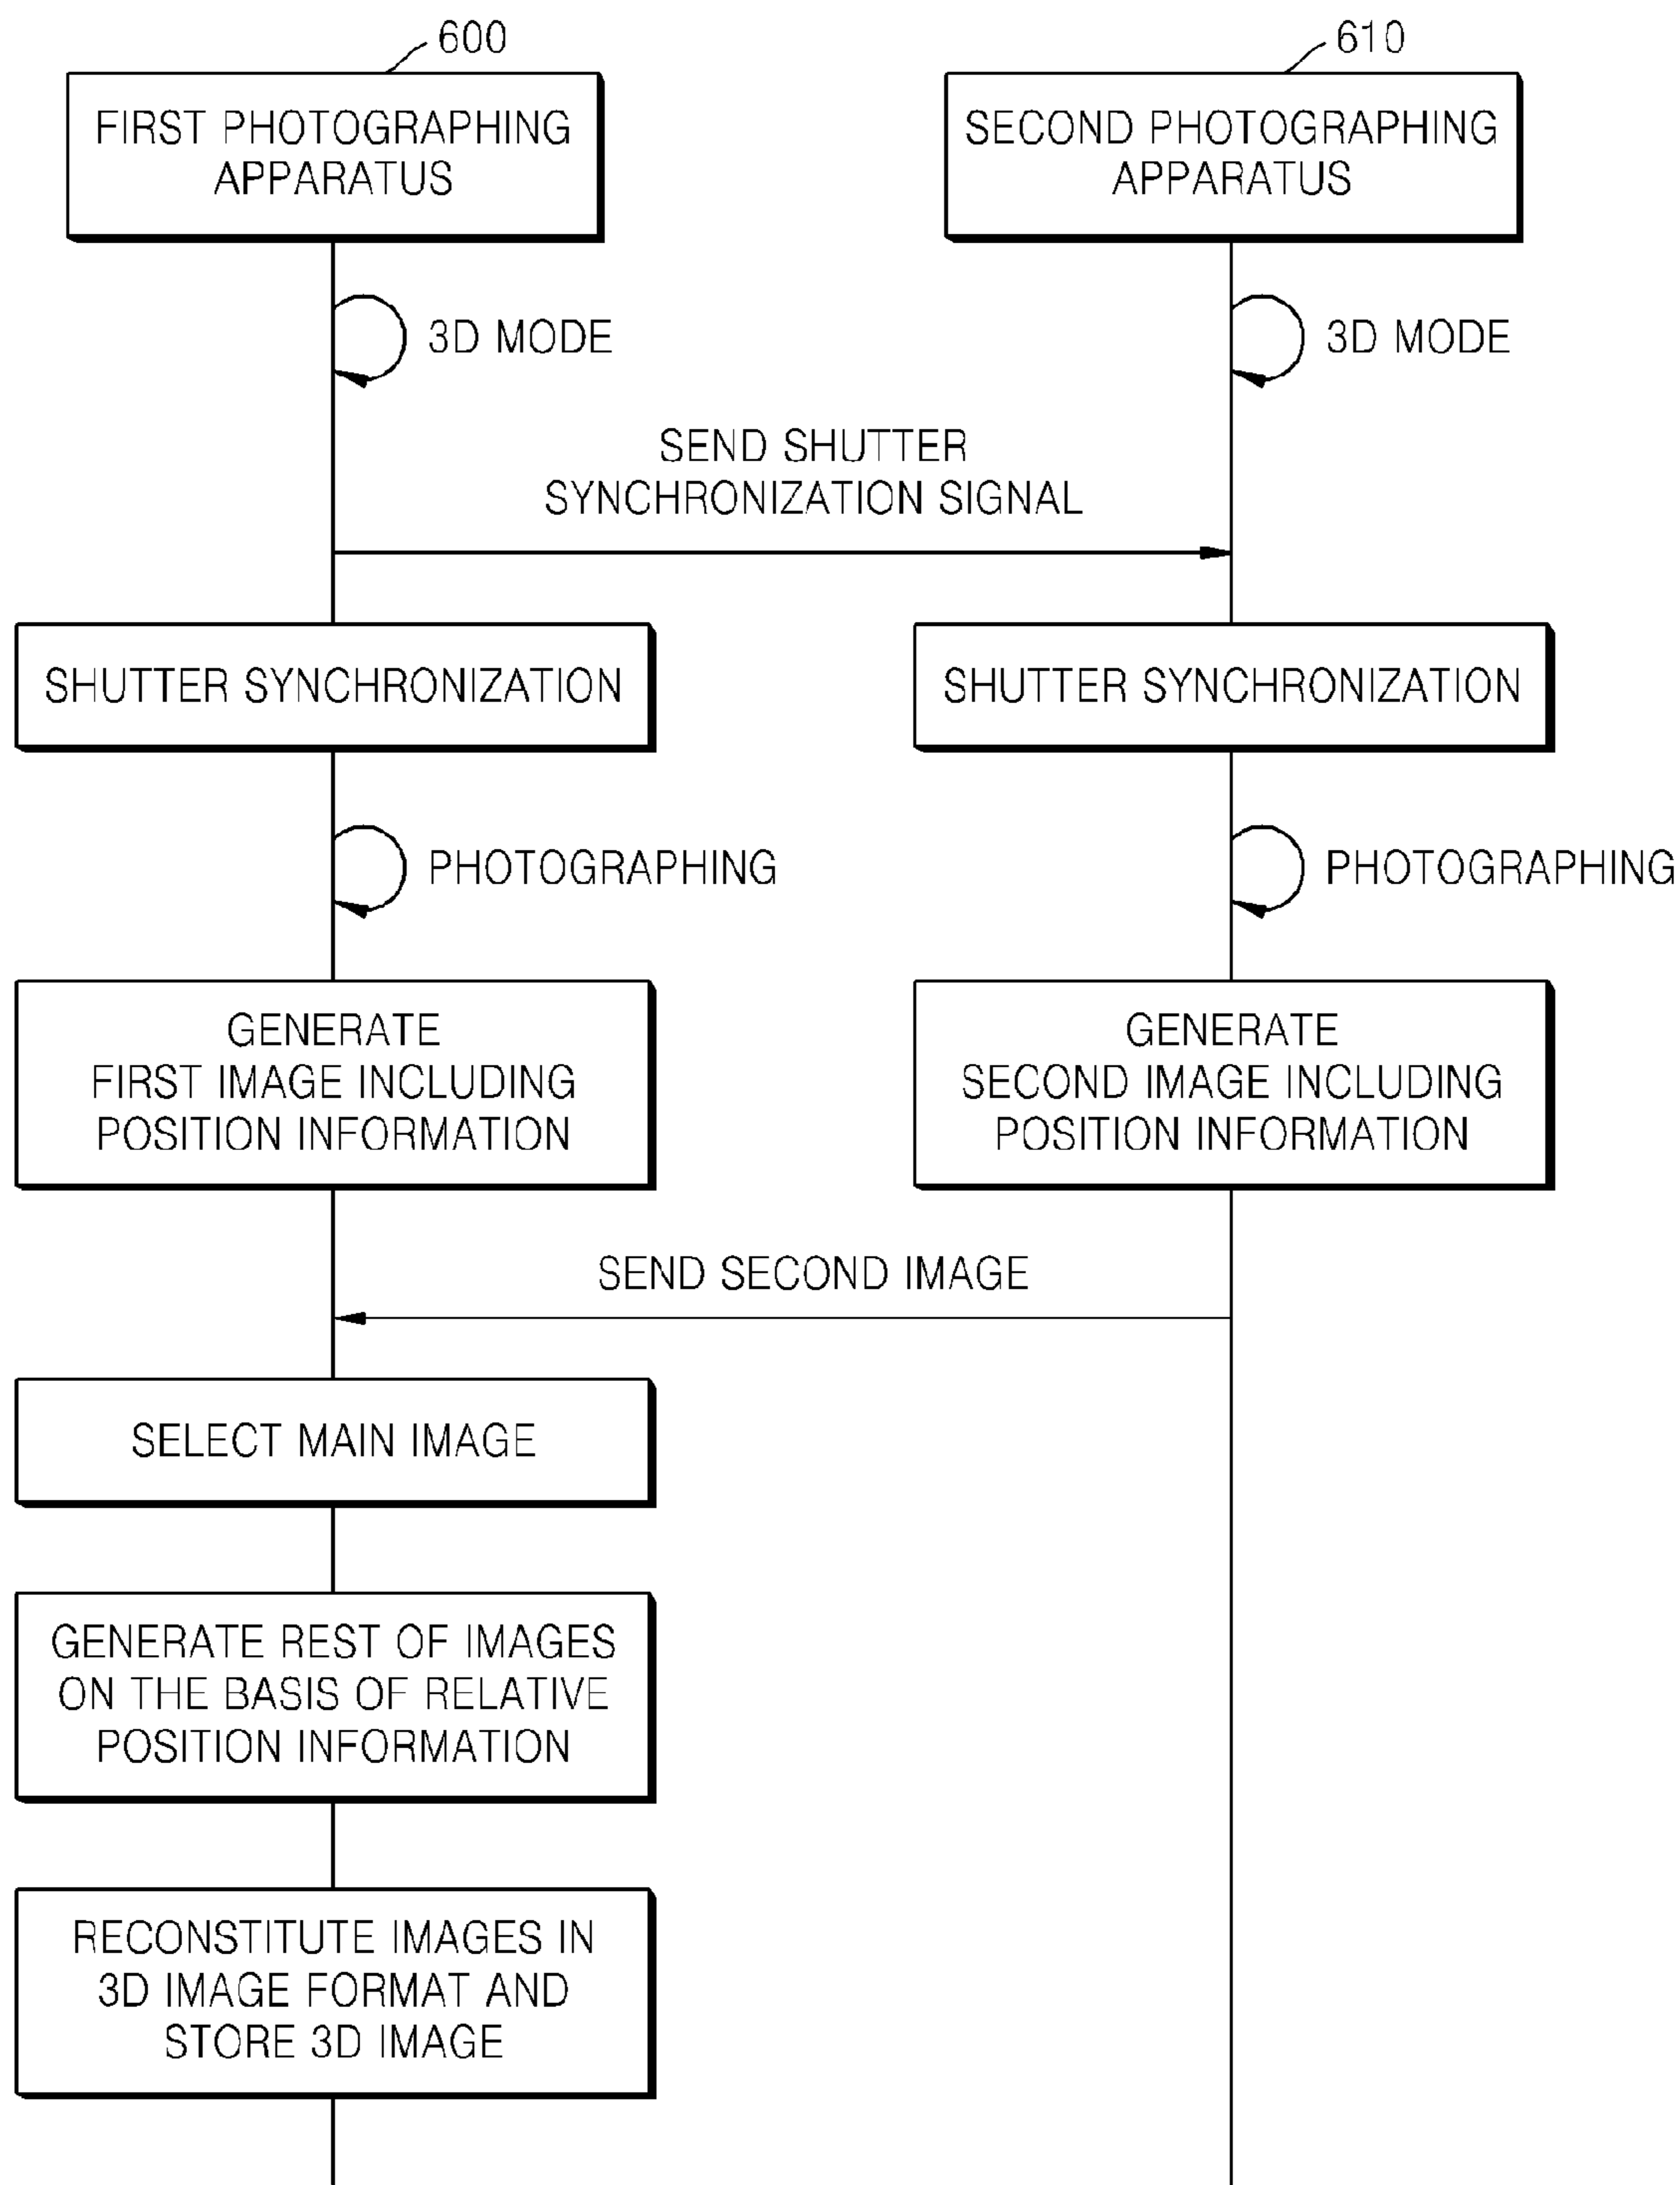 600
610
FIRST PHOTOGRAPHING
APPARATUS
SECOND PHOTOGRAPHING
APPARATUS
3D MODE
3D MODE
SEND SHUTTER
SYNCHRONIZATION SIGNAL
SHUTTER SYNCHRONIZATION
SHUTTER SYNCHRONIZATION
PHOTOGRAPHING
PHOTOGRAPHING
GENERATE
FIRST IMAGE INCLUDING
POSITION INFORMATION
GENERATE
SECOND IMAGE INCLUDING
POSITION INFORMATION
SEND SECOND IMAGE
SELECT MAIN IMAGE
GENERATE REST OF IMAGES
ON THE BASIS OF RELATIVE
POSITION INFORMATION
RECONSTITUTE IMAGES IN
3D IMAGE FORMAT AND
STORE 3D IMAGE